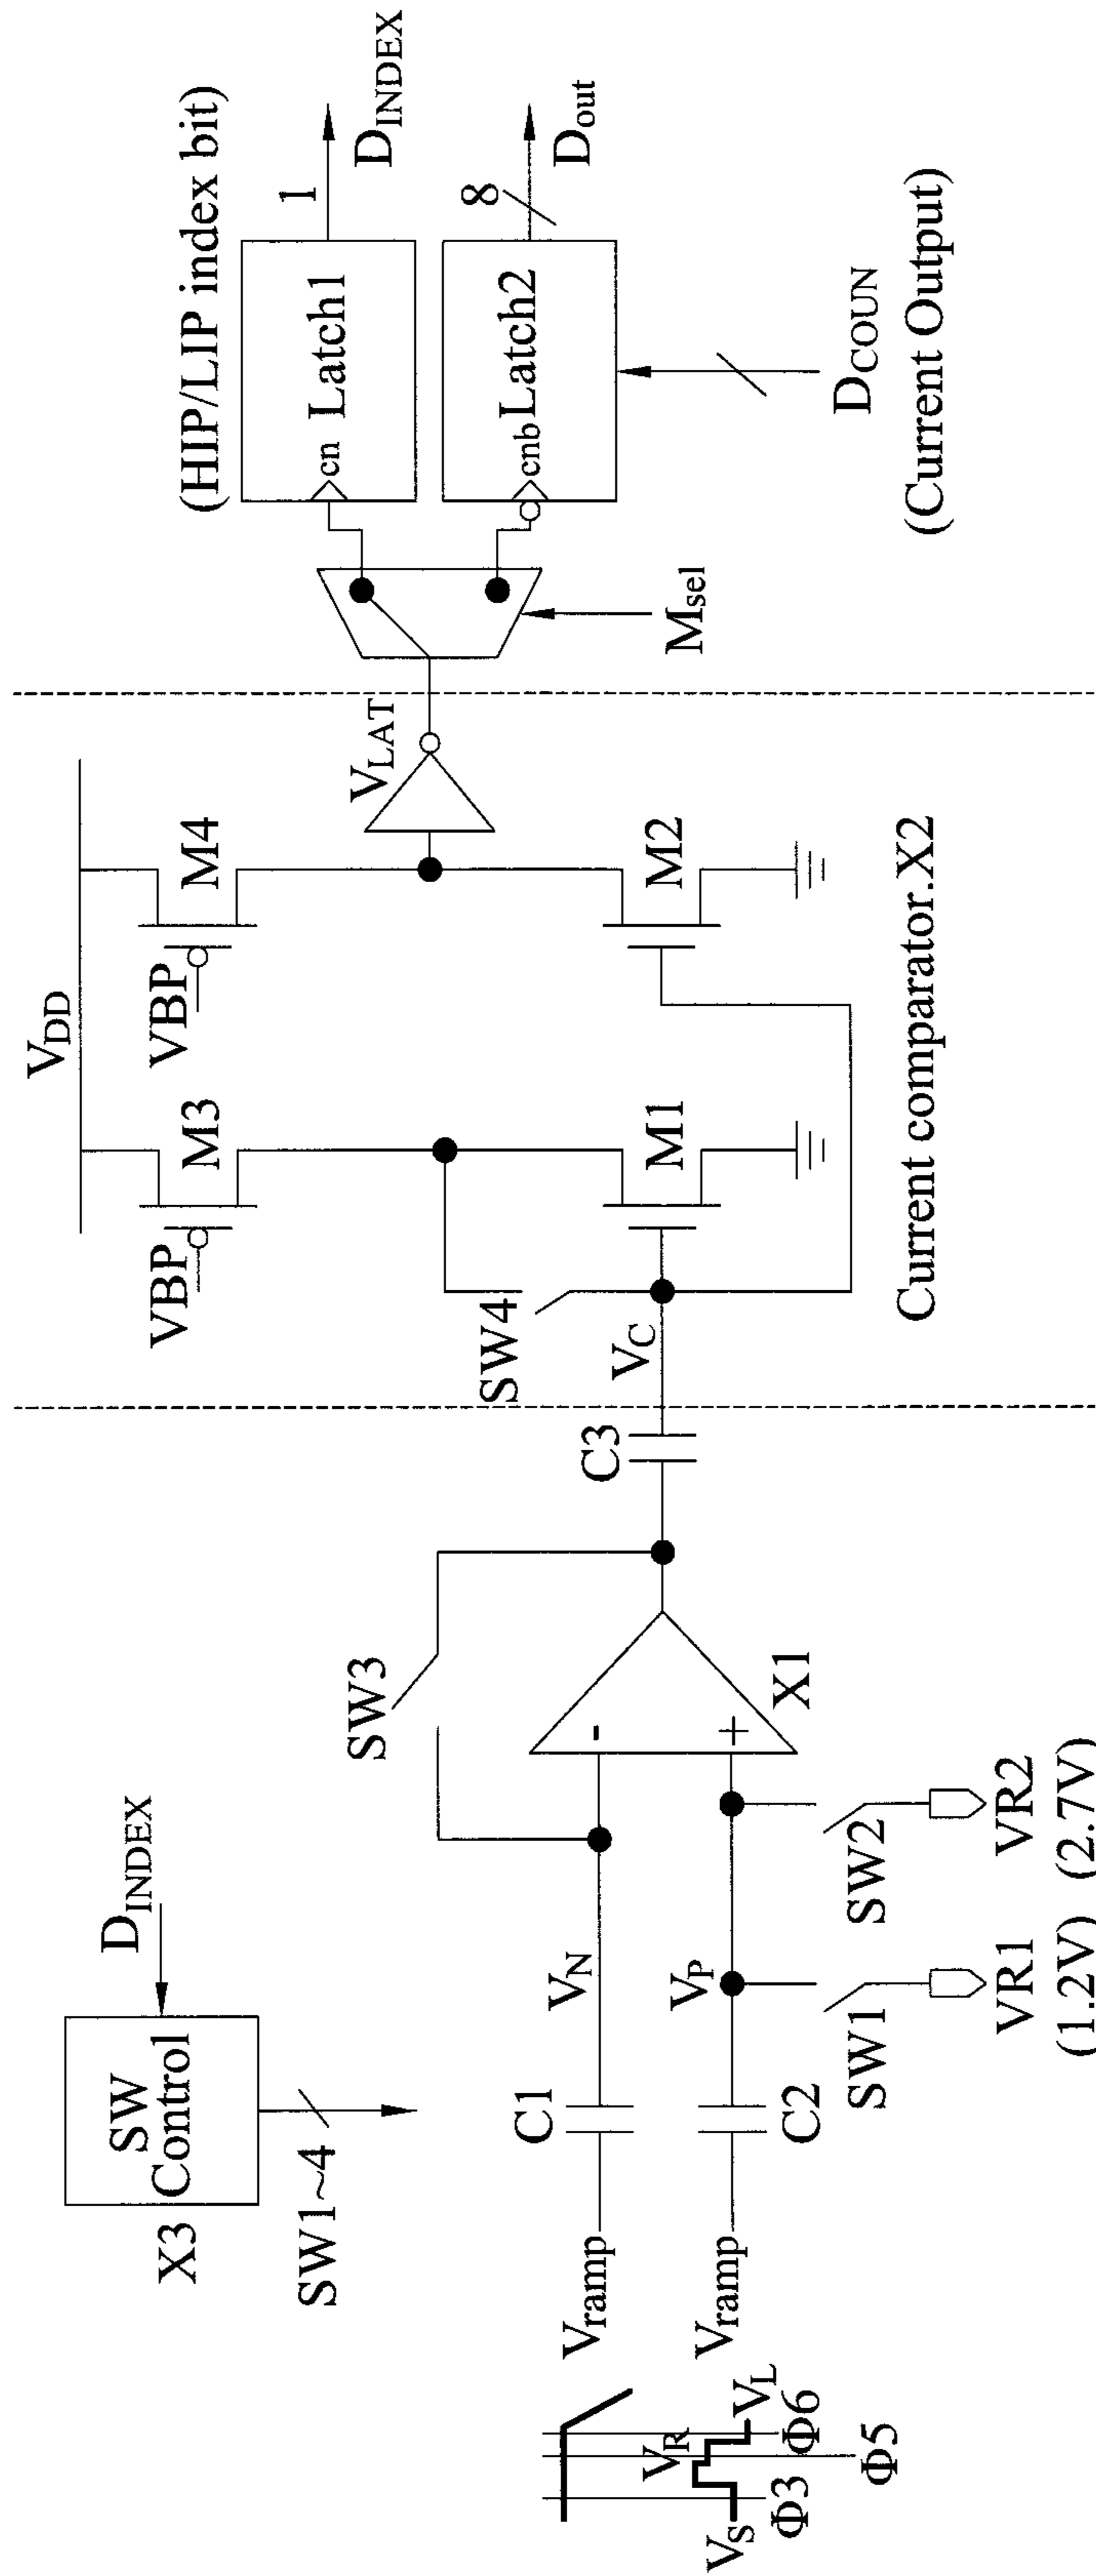 SW
Control
X3
D_INDEX
SW1~4
V_ramp
V_ramp
V_S
V_R
V_L
Φ3
Φ6
Φ5
C1
C2
V_N
V_P
SW1
SW2
VR1
(1.2V)
VR2
(2.7V)
SW3
-
+
X1
C3
V_C
SW4
V_DD
VBP
M3
VBP
M4
M1
M2
V_LAT
Current comparator.X2
M_sel
(HIP/LIP index bit)
cn Latch1
1
D_INDEX
cnb Latch2
8
D_out
D_COUN
(Current Output)